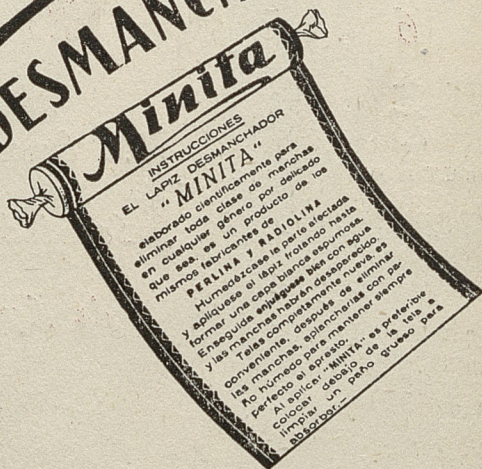 DESMANCHA
Minita
INSTRUCCIONES
EL LAPIZ DESMANCHADOR
"MINITA"
elaborado cientificamente para
eliminar toda clase de manchas
en cualquier género por delicado
que sea, es un producto de los
mismos fabricantes de
PERLINA y RADIOLINA
Humedézcase la parte afectada
y aplíquese el lápiz frotando hasta
formar una capa blanca espumosa.
Enseguida enjuáguese bien con agua
y las manchas habrán desaparecido.
Telas completamente nuevas, es
conveniente, después de eliminar
las manchas, aplancharlas con pa-
ño húmedo para mantener siempre
perfecto el apresto.
Al aplicar "MINITA" es preferible
colocar debajo de la tela a
limpiar un paño grueso para
absorber.—